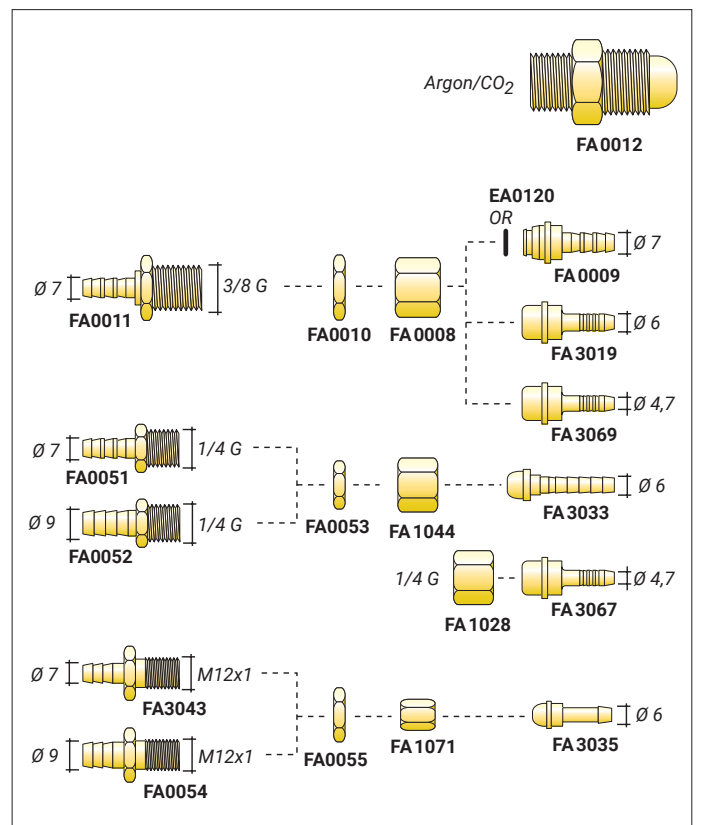 Argon/CO2
FA0012
EA0120
OR
Ø 7
FA0009
Ø 7
3/8 G
FA0011
FA0010
FA0008
Ø 6
FA3019
Ø 4,7
FA3069
Ø 7
1/4 G
FA0051
Ø 9
1/4 G
FA0052
FA0053
FA1044
Ø 6
FA3033
1/4 G
FA1028
Ø 4,7
FA3067
Ø 7
M12x1
FA3043
Ø 9
M12x1
FA0054
FA0055
FA1071
Ø 6
FA3035